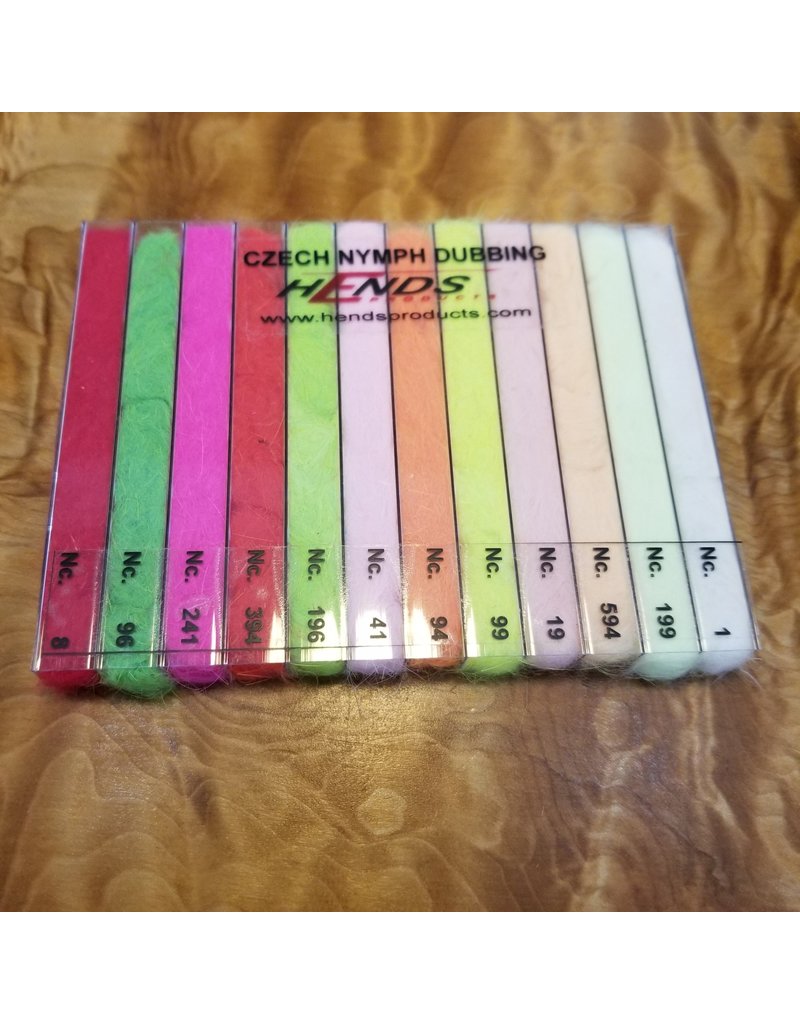 CZECH NYMPH DUBBING
HENDS
PRODUCTS
www.hendsproducts.com
Nc. 8
Nc. 96
Nc. 241
Nc. 394
Nc. 196
Nc. 41
Nc. 94
Nc. 99
Nc. 19
Nc. 594
Nc. 199
Nc. 1